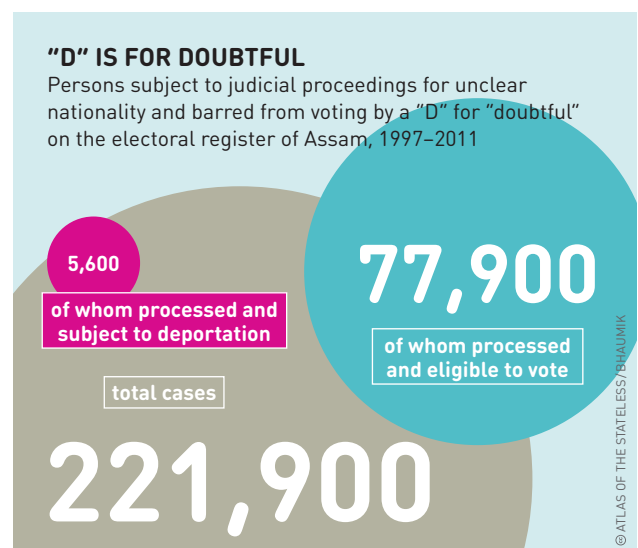 "D" IS FOR DOUBTFUL
Persons subject to judicial proceedings for unclear
nationality and barred from voting by a "D" for "doubtful"
on the electoral register of Assam, 1997–2011
5,600
of whom processed and
subject to deportation
77,900
of whom processed
and eligible to vote
total cases
221,900
🅭 ATLAS OF THE STATELESS/BHAUMIK